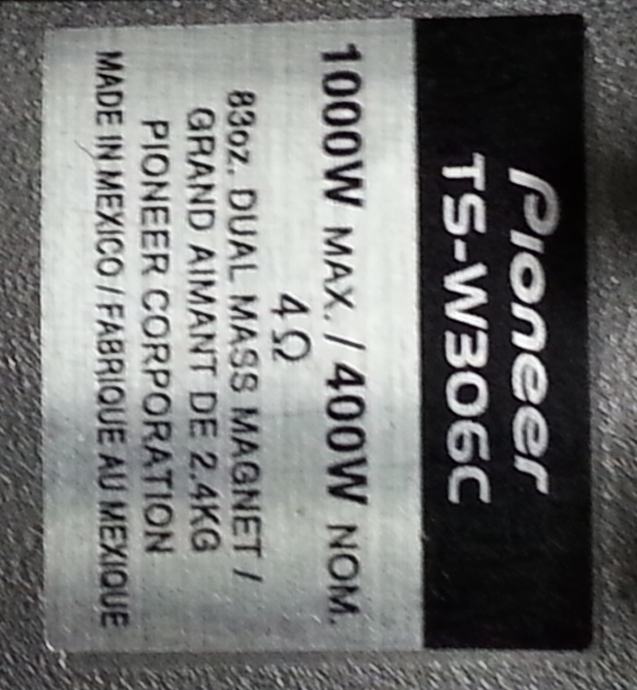 Pioneer
TS-W306C
1000W MAX. / 400W NOM.
4Ω
83oz. DUAL MASS MAGNET /
GRAND AIMANT DE 2.4KG
PIONEER CORPORATION
MADE IN MEXICO / FABRIQUE AU MEXIQUE